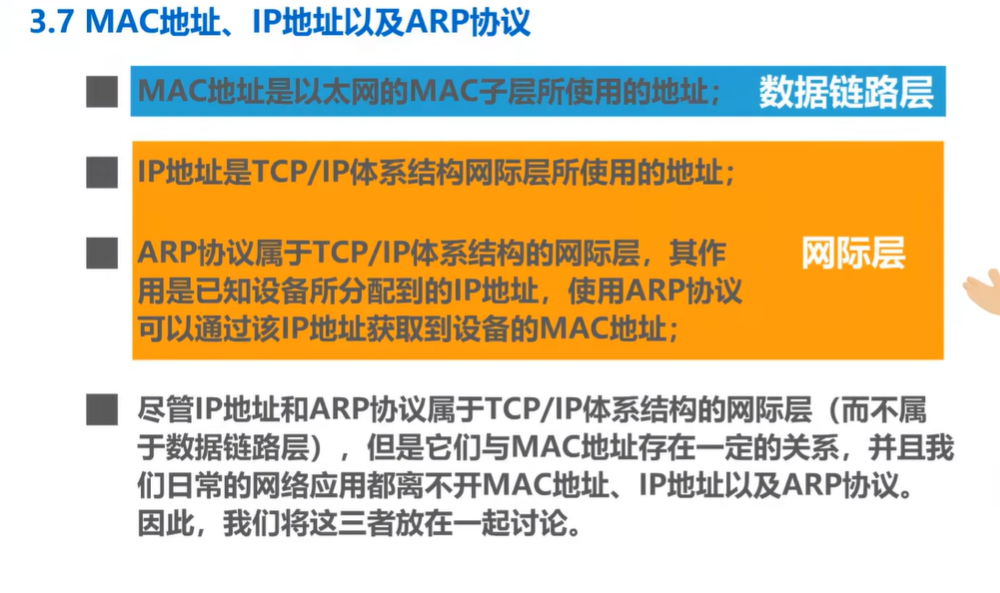 3.7 MAC地址、IP地址以及ARP协议
MAC地址是以太网的MAC子层所使用的地址；
数据链路层
IP地址是TCP/IP体系结构网际层所使用的地址；
ARP协议属于TCP/IP体系结构的网际层，其作
用是已知设备所分配到的IP地址，使用ARP协议
可以通过该IP地址获取到设备的MAC地址；
网际层
尽管IP地址和ARP协议属于TCP/IP体系结构的网际层（而不属
于数据链路层），但是它们与MAC地址存在一定的关系，并且我
们日常的网络应用都离不开MAC地址、IP地址以及ARP协议。
因此，我们将这三者放在一起讨论。